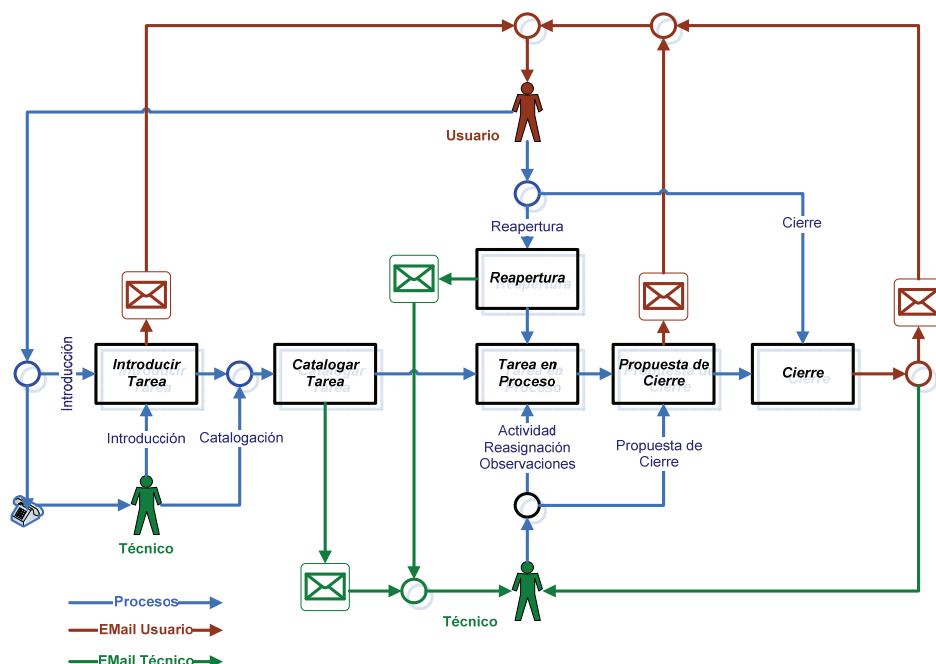 Usuario
Reapertura
Cierre
Reapertura
Introducción
Introducir
Tarea
Catalogar
Tarea
Tarea en
Proceso
Propuesta de
Cierre
Cierre
Introducción
Catalogación
Actividad
Reasignación
Observaciones
Propuesta de
Cierre
Técnico
Técnico
Procesos
EMail Usuario
EMail Técnico